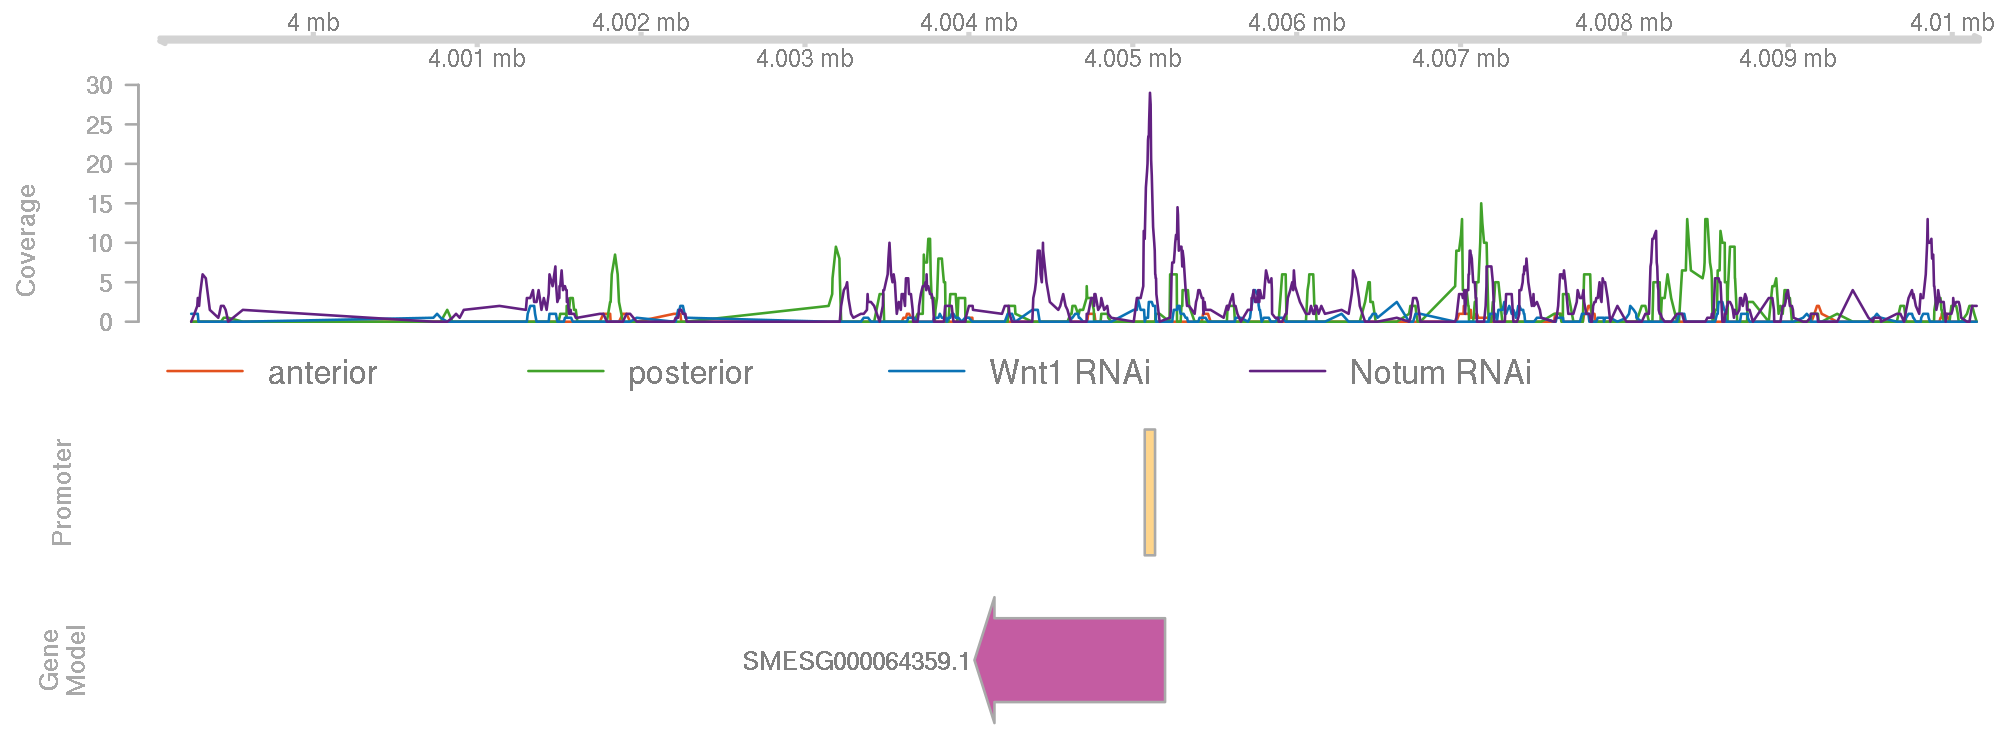 4 mb 4.002 mb 4.004 mb 4.006 mb 4.008 mb 4.01 mb
4.001 mb 4.003 mb 4.005 mb 4.007 mb 4.009 mb
30
25
20
15
10
5
0
Coverage
anterior posterior Wnt1 RNAi Notum RNAi
Promoter
Gene
Model
SMESG000064359.1